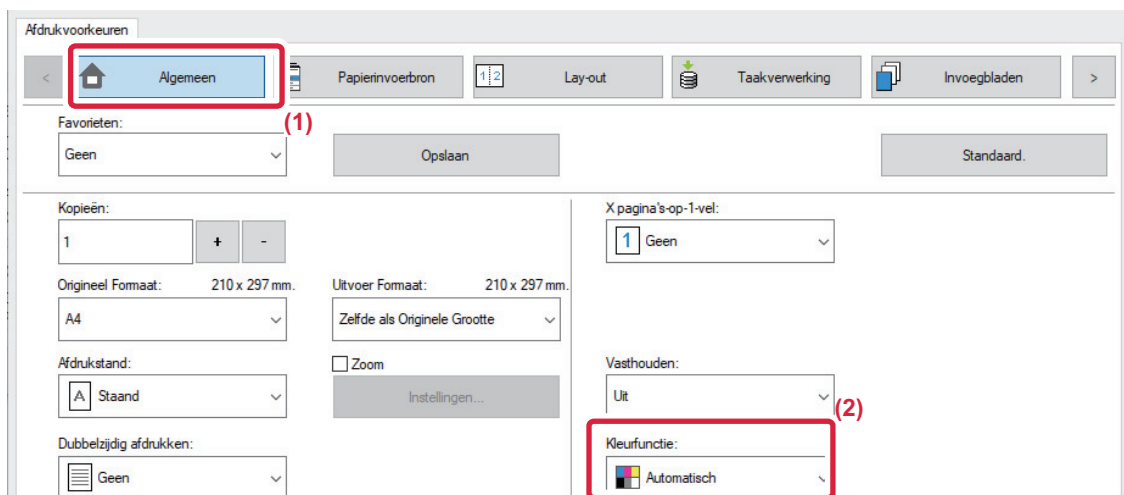 Afdrukvoorkeuren
< Algemeen Papierinvoerbron 1 2 Lay-out Taakverwerking Invoegbladen >
(1)
Favorieten:
Geen Opslaan Standaard.
Kopieën: X pagina's-op-1-vel:
1 + - 1 Geen
Origineel Formaat: 210 x 297 mm. Uitvoer Formaat: 210 x 297 mm.
A4 Zelfde als Originele Grootte
Afdrukstand: Zoom Vasthouden:
A Staand Instellingen... Uit
(2)
Dubbelzijdig afdrukken: Kleurfunctie:
Geen Automatisch